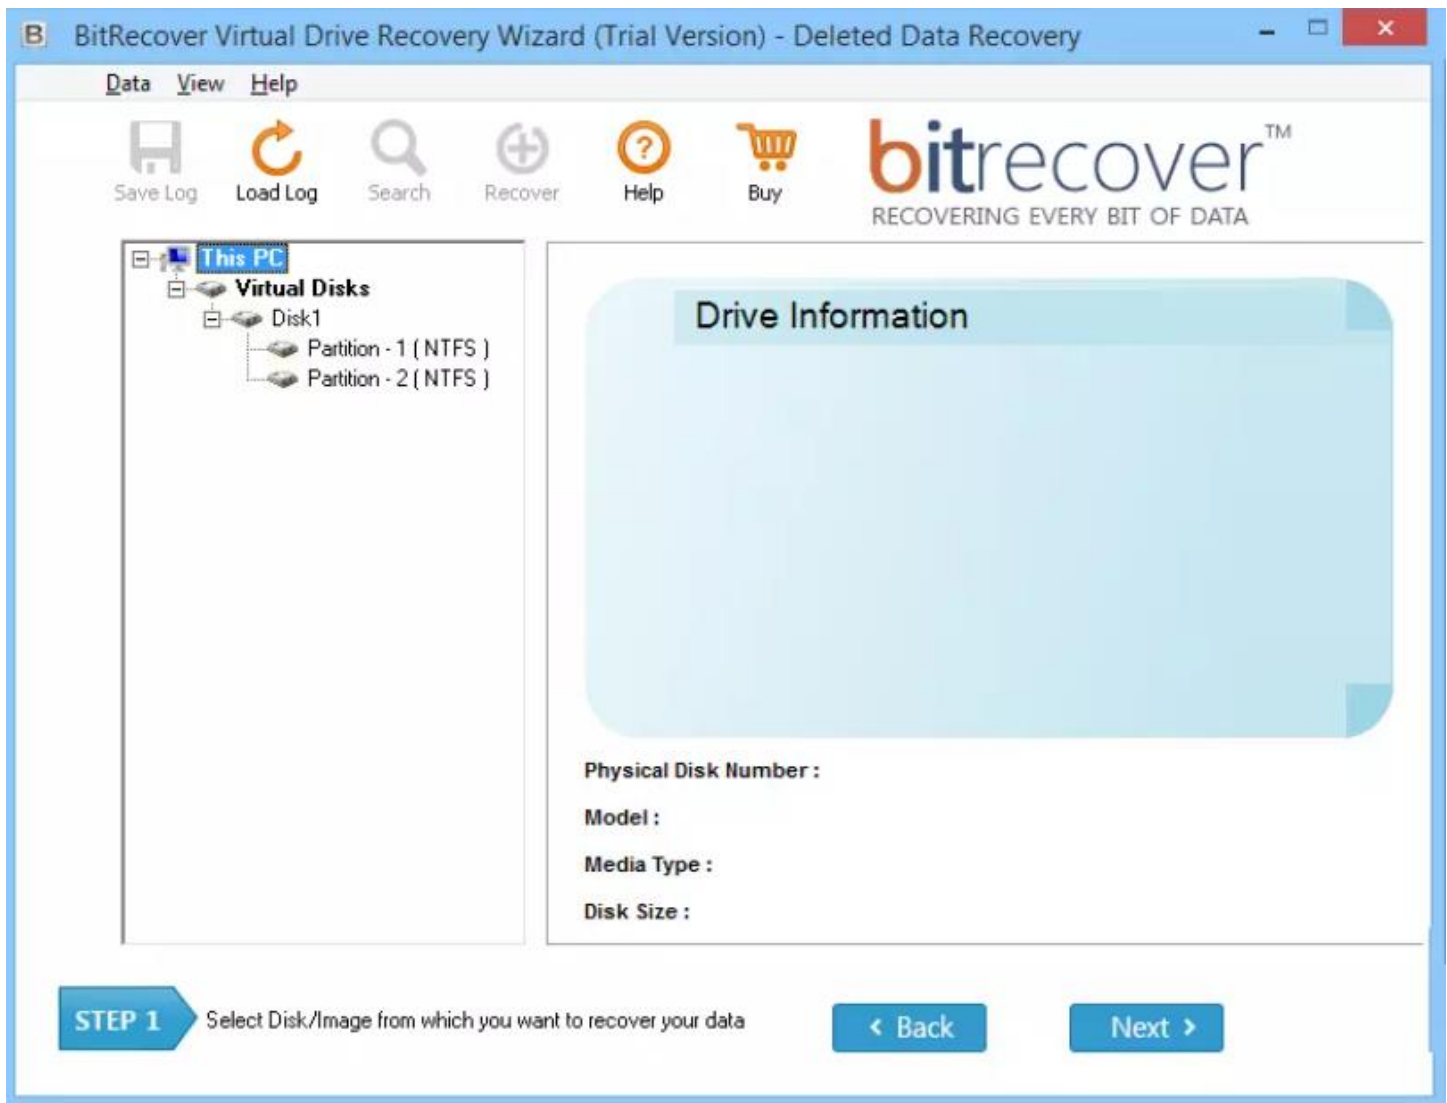 B BitRecover Virtual Drive Recovery Wizard (Trial Version) - Deleted Data Recovery
Data View Help
Save Log Load Log Search Recover Help Buy
bitrecover™
RECOVERING EVERY BIT OF DATA
This PC
Virtual Disks
Disk1
Partition - 1 ( NTFS )
Partition - 2 ( NTFS )
Drive Information
Physical Disk Number :
Model :
Media Type :
Disk Size :
STEP 1 Select Disk/Image from which you want to recover your data < Back Next >